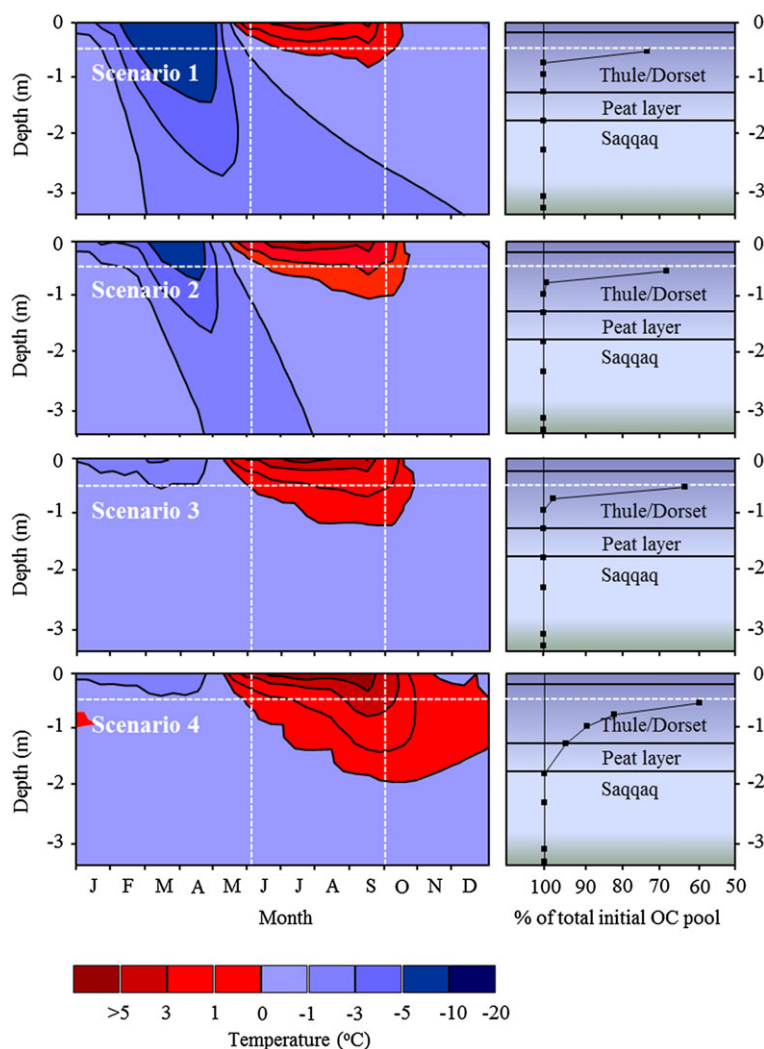 0
-1
-2
-3
Depth (m)
Scenario 1
Thule/Dorset
Peat layer
Saqqaq
0
-1
-2
-3
0
-1
-2
-3
Depth (m)
Scenario 2
Thule/Dorset
Peat layer
Saqqaq
0
-1
-2
-3
0
-1
-2
-3
Depth (m)
Scenario 3
Thule/Dorset
Peat layer
Saqqaq
0
-1
-2
-3
0
-1
-2
-3
Depth (m)
Scenario 4
Thule/Dorset
Peat layer
Saqqaq
0
-1
-2
-3
J F M A M J J A S O N D
Month
100 90 80 70 60 50
% of total initial OC pool
>5 3 1 0 -1 -3 -5 -10 -20
Temperature (ºC)